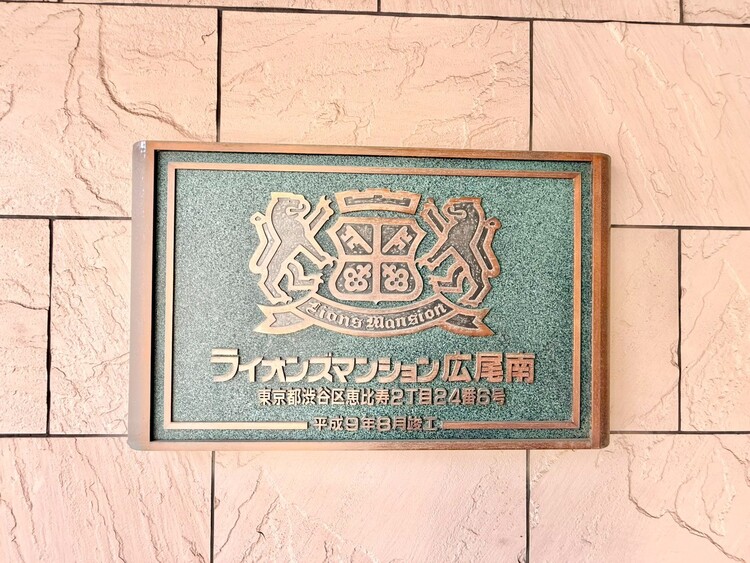 Lions Mansion
ライオンズマンション広尾南
東京都渋谷区恵比寿2丁目24番6号
平成9年8月竣工